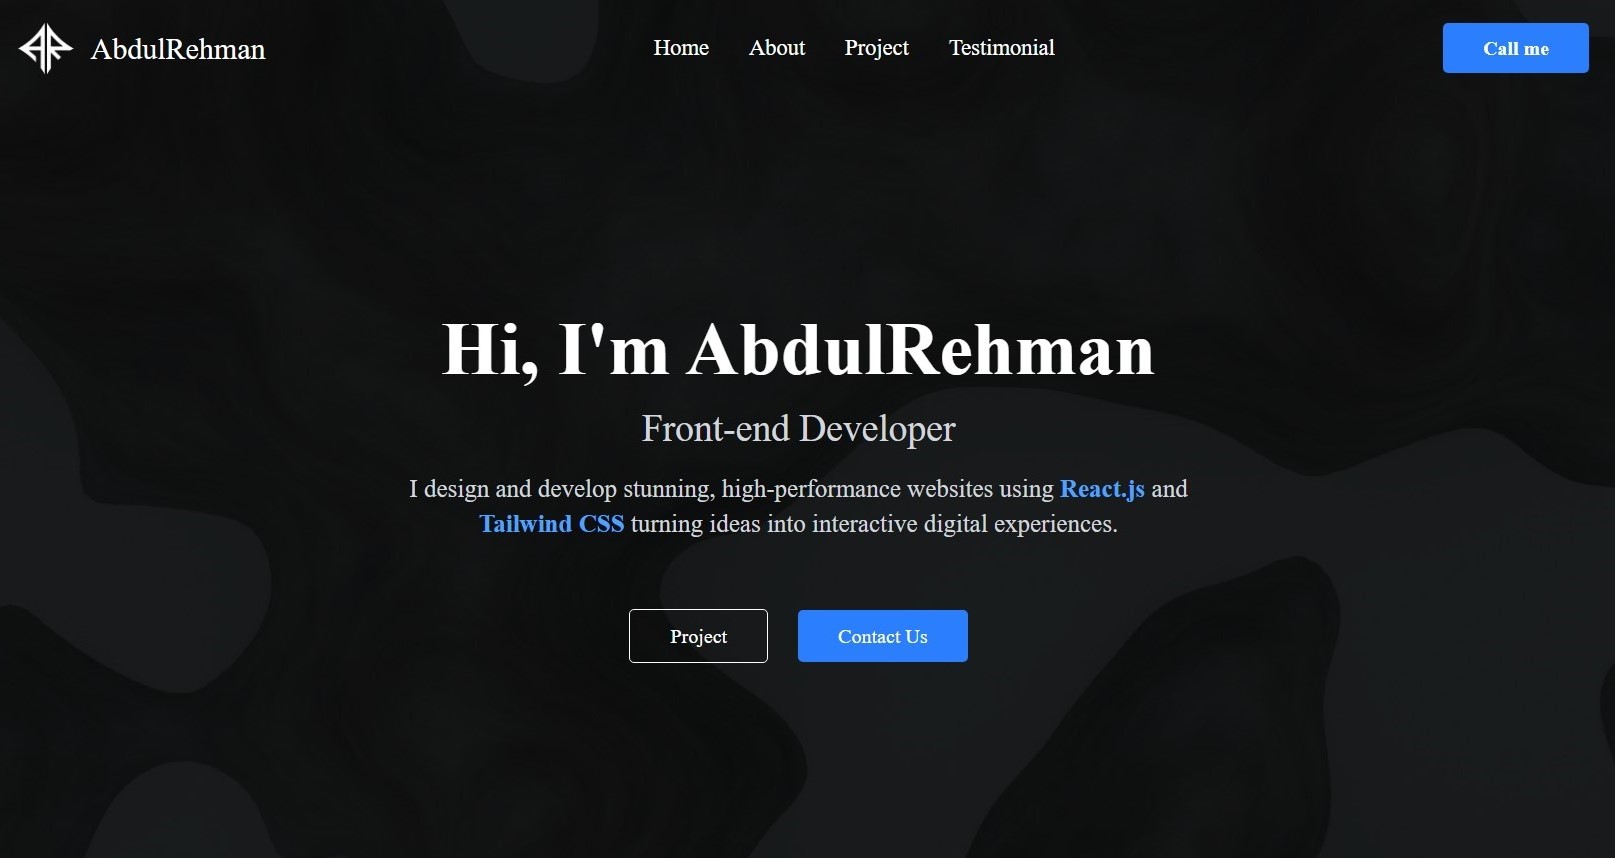 AbdulRehman
Home
About
Project
Testimonial
Call me
Hi, I'm AbdulRehman
Front-end Developer
I design and develop stunning, high-performance websites using React.js and
Tailwind CSS turning ideas into interactive digital experiences.
Project
Contact Us